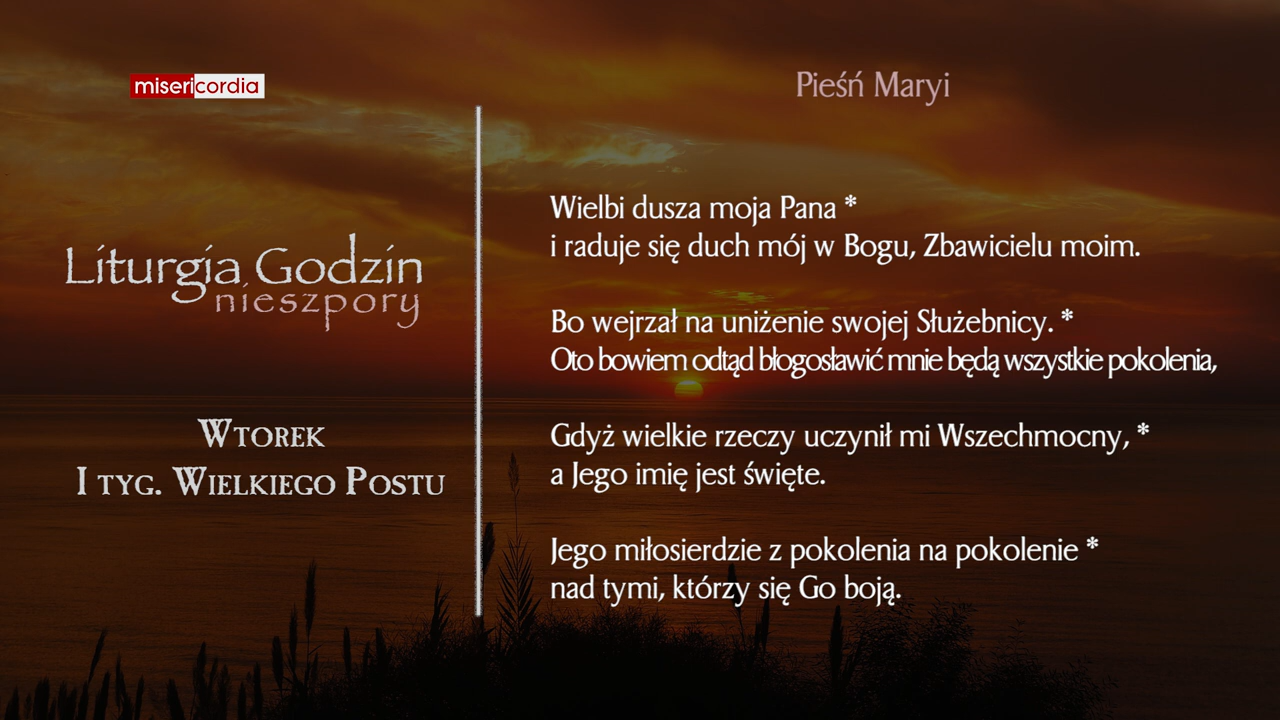 misericordia
Liturgia Godzin
nieszpory
Wtorek
I tyg. Wielkiego Postu
Pieśń Maryi
Wielbi dusza moja Pana *
i raduje się duch mój w Bogu, Zbawicielu moim.
Bo wejrzał na uniżenie swojej Służebnicy. *
Oto bowiem odtąd błogosławić mnie będą wszystkie pokolenia,
Gdyż wielkie rzeczy uczynił mi Wszechmocny, *
a Jego imię jest święte.
Jego miłosierdzie z pokolenia na pokolenie *
nad tymi, którzy się Go boją.